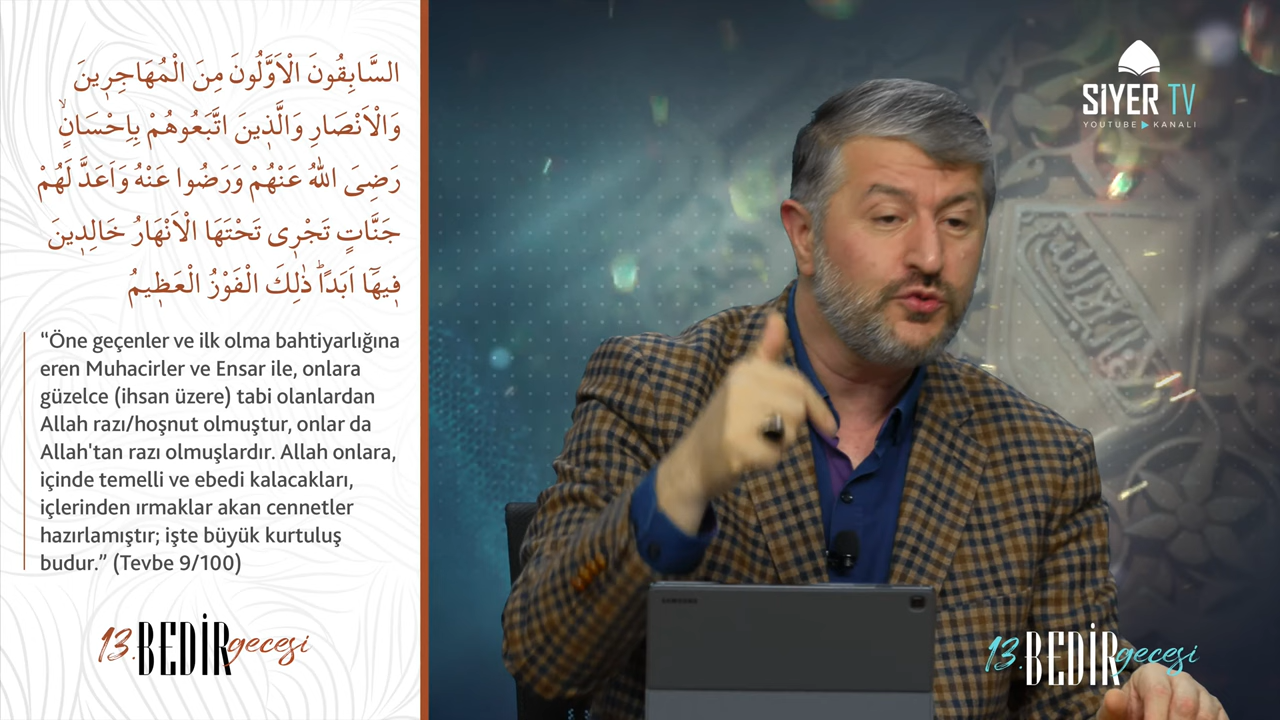 السَّابِقُونَ الْاَوَّلُونَ مِنَ الْمُهَاجِرٖينَ
وَالْاَنْصَارِ وَالَّذٖينَ اتَّبَعُوهُمْ بِاِحْسَانٍۙ
رَضِىَ اللّٰهُ عَنْهُمْ وَرَضُوا عَنْهُ وَاَعَدَّ لَهُمْ
جَنَّاتٍ تَجْرٖى تَحْتَهَا الْاَنْهَارُ خَالِدٖينَ
فٖيهَٓا اَبَدًاؕ ذٰلِكَ الْفَوْزُ الْعَظٖيمُ
“Öne geçenler ve ilk olma bahtiyarlığına
eren Muhacirler ve Ensar ile, onlara
güzelce (ihsan üzere) tabi olanlardan
Allah razı/hoşnut olmuştur, onlar da
Allah'tan razı olmuşlardır. Allah onlara,
içinde temelli ve ebedi kalacakları,
içlerinden ırmaklar akan cennetler
hazırlamıştır; işte büyük kurtuluş
budur.” (Tevbe 9/100)
13. BEDİR gecesi
SİYER TV
YOUTUBE KANALI
SAMSUNG
13. BEDİR gecesi